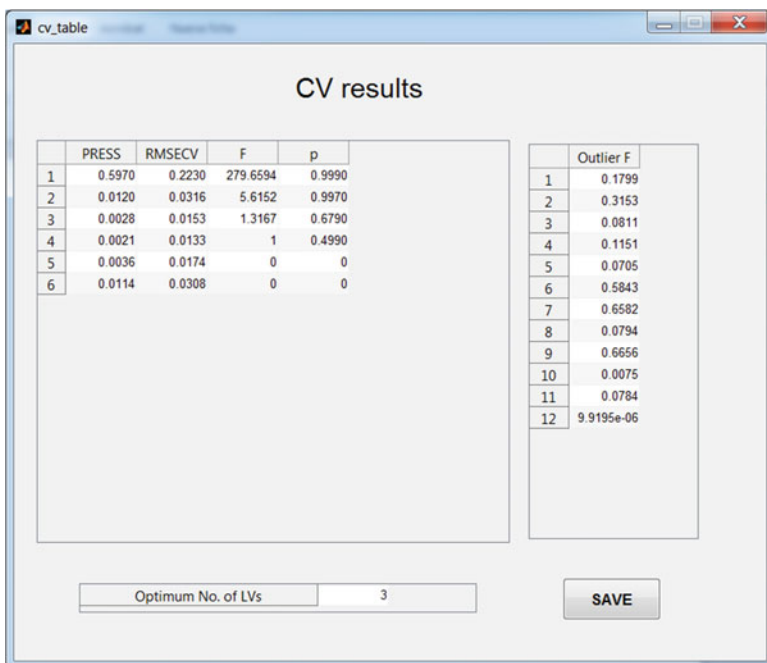 cv_table
CV results
PRESS RMSECV F p
1 0.5970 0.2230 279.6594 0.9990
2 0.0120 0.0316 5.6152 0.9970
3 0.0028 0.0153 1.3167 0.6790
4 0.0021 0.0133 1 0.4990
5 0.0036 0.0174 0 0
6 0.0114 0.0308 0 0
Outlier F
1 0.1799
2 0.3153
3 0.0811
4 0.1151
5 0.0705
6 0.5843
7 0.6582
8 0.0794
9 0.6656
10 0.0075
11 0.0784
12 9.9195e-06
Optimum No. of LVs 3
SAVE